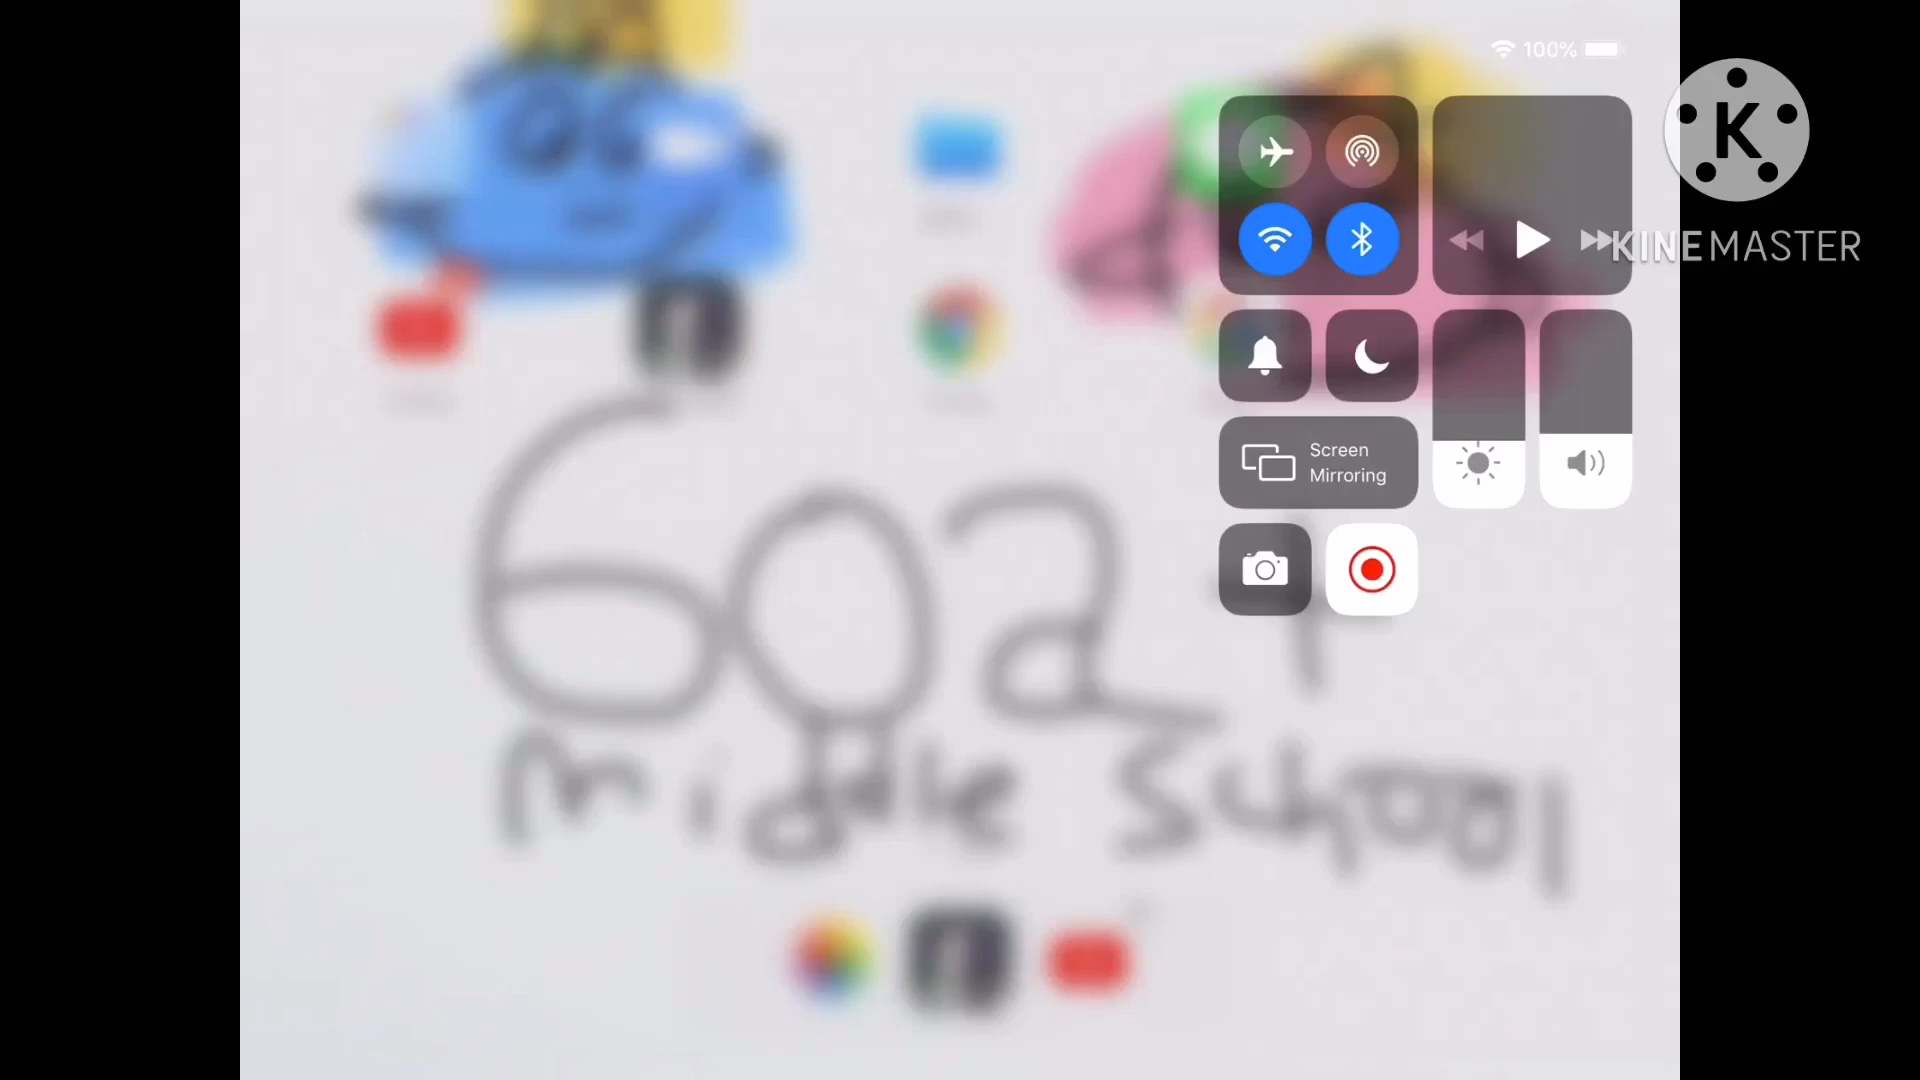 100%
K
KINEMASTER
Screen
Mirroring
602
Middle School